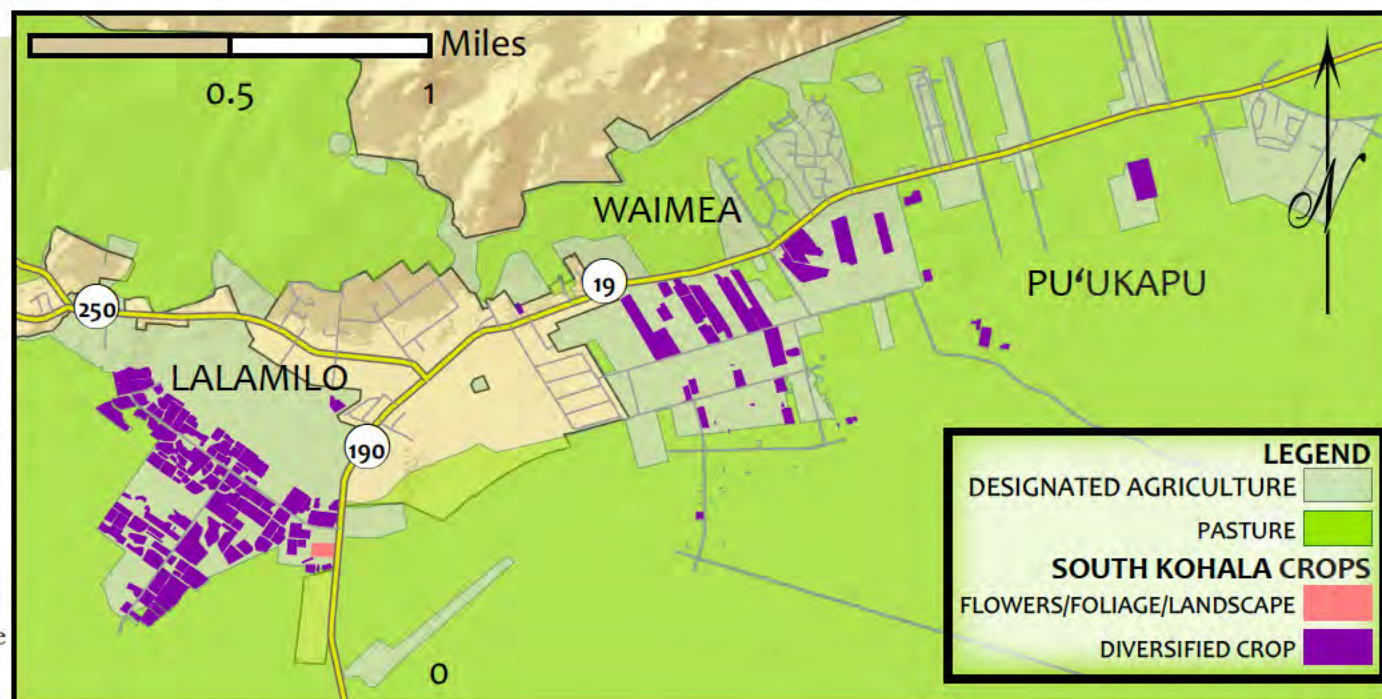 Miles
0.5 1
WAIMEA
19
PU‘UKAPU
250
LALAMILO
190
0
N
LEGEND
DESIGNATED AGRICULTURE
PASTURE
SOUTH KOHALA CROPS
FLOWERS/FOLIAGE/LANDSCAPE
DIVERSIFIED CROP
e